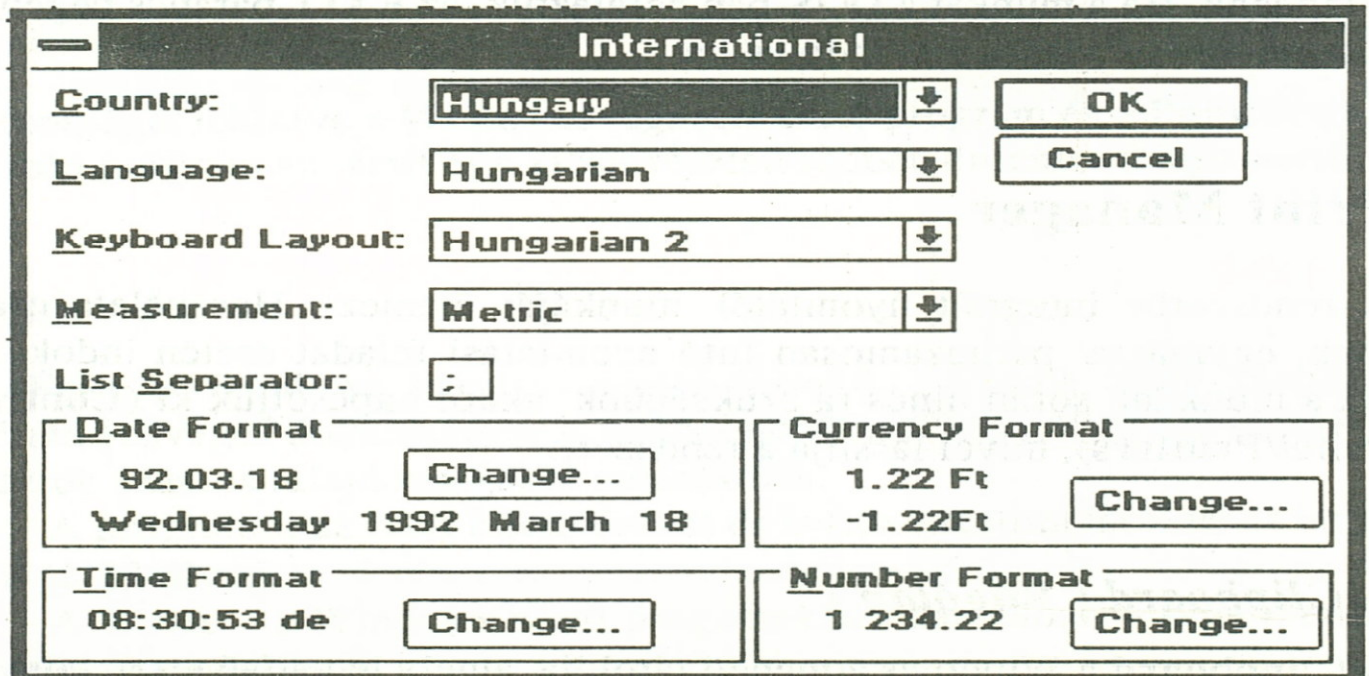 International
Country: Hungary OK
Language: Hungarian Cancel
Keyboard Layout: Hungarian 2
Measurement: Metric
List Separator: ;
Date Format
92.03.18 Change...
Wednesday 1992 March 18
Currency Format
1.22 Ft
-1.22Ft Change...
Time Format
08:30:53 de Change...
Number Format
1 234.22 Change...